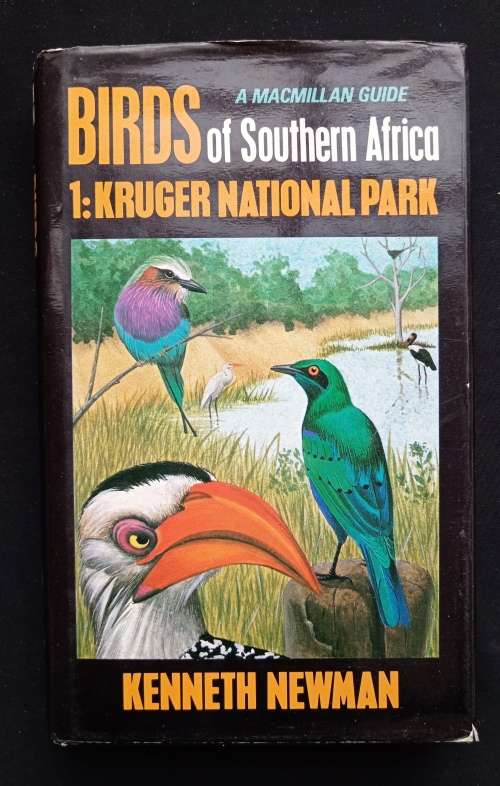 A MACMILLAN GUIDE
BIRDS of Southern Africa
1: KRUGER NATIONAL PARK
KENNETH NEWMAN